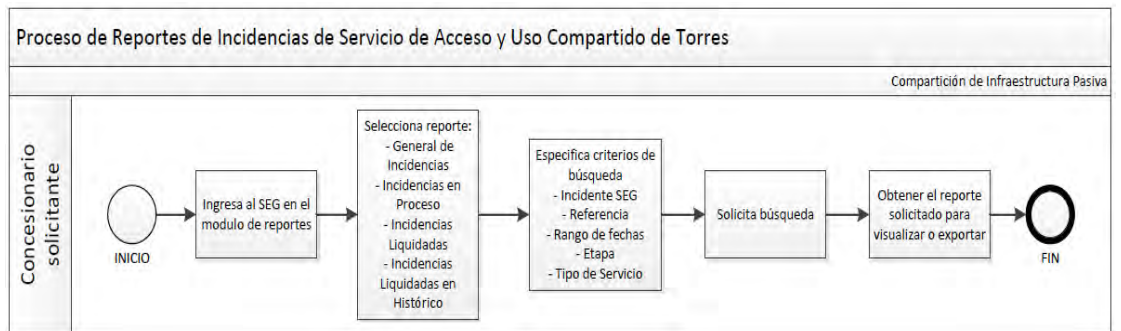 Proceso de Reportes de Incidencias de Servicio de Acceso y Uso Compartido de Torres
Compartición de Infraestructura Pasiva
Concesionario
solicitante
INICIO
Ingresa al SEG en el
modulo de reportes
Selecciona reporte:
- General de
Incidencias
- Incidencias en
Proceso
- Incidencias
Liquidadas
- Incidencias
Liquidadas en
Histórico
Especifica criterios de
búsqueda
- Incidente SEG
- Referencia
- Rango de fechas
- Etapa
- Tipo de Servicio
Solicita búsqueda
Obtener el reporte
solicitado para
visualizar o exportar
FIN